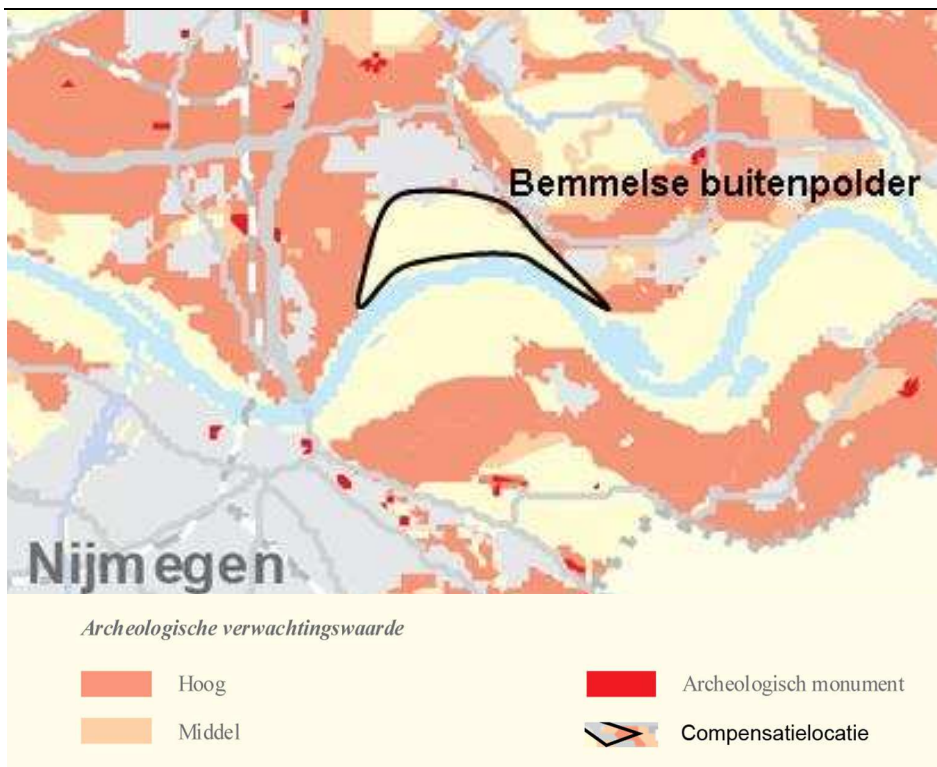 Bemmelse buitenpolder
Nijmegen
Archeologische verwachtingswaarde
Hoog
Archeologisch monument
Middel
Compensatielocatie